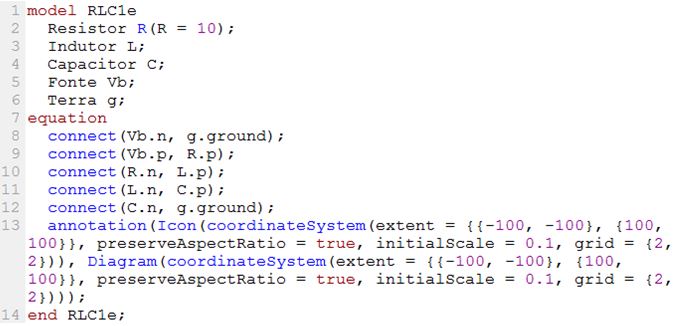 1 model RLC1e
2   Resistor R(R = 10);
3   Indutor L;
4   Capacitor C;
5   Fonte Vb;
6   Terra g;
7 equation
8   connect(Vb.n, g.ground);
9   connect(Vb.p, R.p);
10   connect(R.n, L.p);
11   connect(L.n, C.p);
12   connect(C.n, g.ground);
13   annotation(Icon(coordinateSystem(extent = {{-100, -100}, {100,
100}}, preserveAspectRatio = true, initialScale = 0.1, grid = {2,
2})), Diagram(coordinateSystem(extent = {{-100, -100}, {100,
100}}, preserveAspectRatio = true, initialScale = 0.1, grid = {2,
2})));
14 end RLC1e;